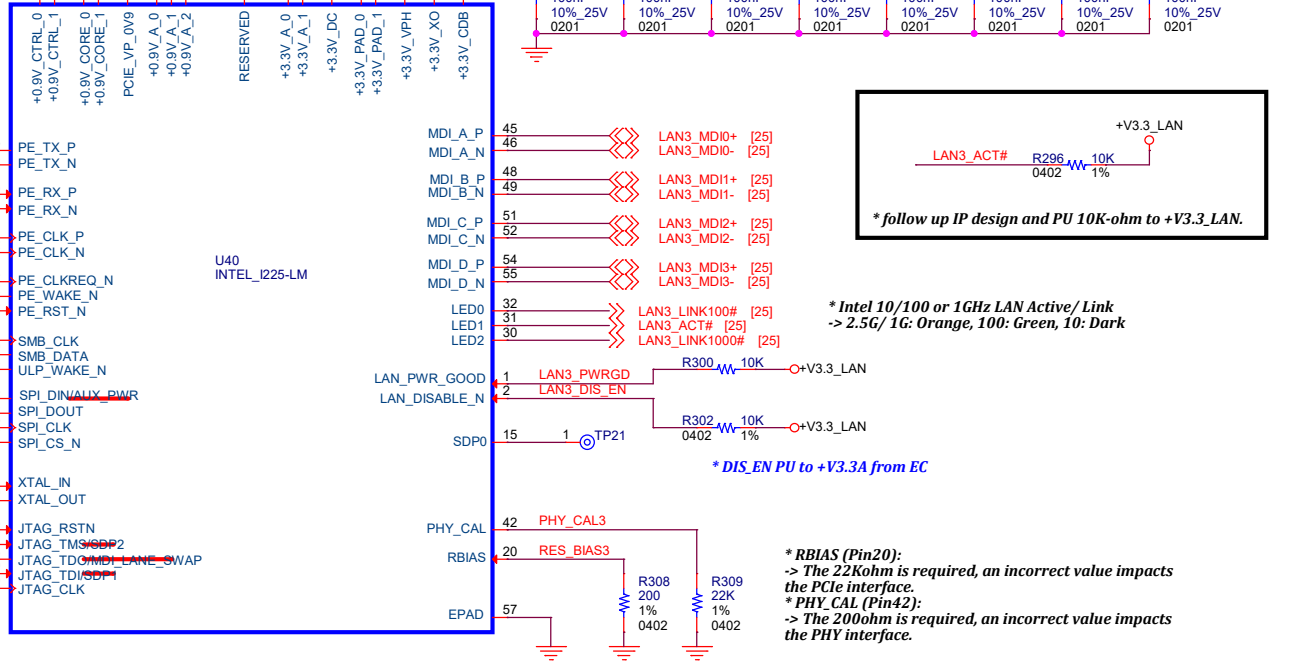 +0.9V_CTRL_0
+0.9V_CTRL_1
+0.9V_CORE_0
+0.9V_CORE_1
PCIE_VP_0V9
+0.9V_A_0
+0.9V_A_1
+0.9V_A_2
RESERVED
+3.3V_A_0
+3.3V_A_1
+3.3V_DC
+3.3V_PAD_0
+3.3V_PAD_1
+3.3V_VPH
+3.3V_XO
+3.3V_CDB
10%_25V
0201
10%_25V
0201
10%_25V
0201
10%_25V
0201
10%_25V
0201
10%_25V
0201
10%_25V
0201
10%_25V
0201
PE_TX_P
PE_TX_N
PE_RX_P
PE_RX_N
PE_CLK_P
PE_CLK_N
PE_CLKREQ_N
PE_WAKE_N
PE_RST_N
SMB_CLK
SMB_DATA
ULP_WAKE_N
SPI_DIN/AUX_PWR
SPI_DOUT
SPI_CLK
SPI_CS_N
XTAL_IN
XTAL_OUT
JTAG_RSTN
JTAG_TMS/SDP2
JTAG_TDO/MDI_LANE_SWAP
JTAG_TDI/SDP1
JTAG_CLK
U40
INTEL_I225-LM
MDI_A_P 45 LAN3_MDI0+ [25]
MDI_A_N 46 LAN3_MDI0- [25]
MDI_B_P 48 LAN3_MDI1+ [25]
MDI_B_N 49 LAN3_MDI1- [25]
MDI_C_P 51 LAN3_MDI2+ [25]
MDI_C_N 52 LAN3_MDI2- [25]
MDI_D_P 54 LAN3_MDI3+ [25]
MDI_D_N 55 LAN3_MDI3- [25]
LED0 32 LAN3_LINK100# [25]
LED1 31 LAN3_ACT# [25]
LED2 30 LAN3_LINK1000# [25]
LAN_PWR_GOOD 1 LAN3_PWRGD R300 10K +V3.3_LAN
LAN_DISABLE_N 2 LAN3_DIS_EN R302 10K +V3.3_LAN
0402 1%
SDP0 15 1 TP21
* DIS_EN PU to +V3.3A from EC
PHY_CAL 42 PHY_CAL3
RBIAS 20 RES_BIAS3
R308
200
1%
0402
R309
22K
1%
0402
EPAD 57
+V3.3_LAN
LAN3_ACT# R296 10K
0402 1%
* follow up IP design and PU 10K-ohm to +V3.3_LAN.
* Intel 10/100 or 1GHz LAN Active/ Link
-> 2.5G/ 1G: Orange, 100: Green, 10: Dark
* RBIAS (Pin20):
-> The 22Kohm is required, an incorrect value impacts
the PCIe interface.
* PHY_CAL (Pin42):
-> The 200ohm is required, an incorrect value impacts
the PHY interface.